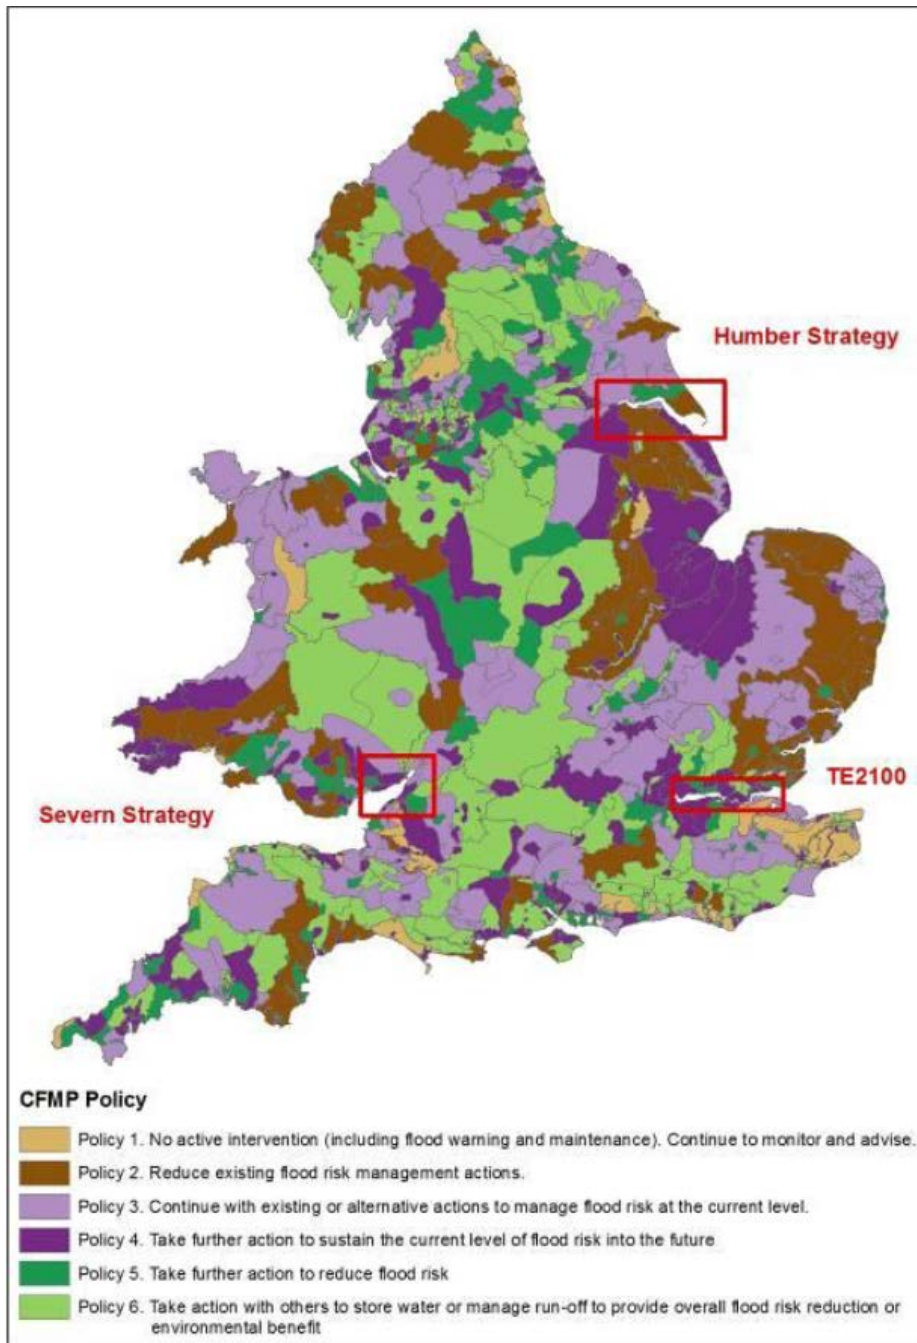 Humber Strategy
TE2100
Severn Strategy
CFMP Policy
Policy 1. No active intervention (including flood warning and maintenance). Continue to monitor and advise.
Policy 2. Reduce existing flood risk management actions.
Policy 3. Continue with existing or alternative actions to manage flood risk at the current level.
Policy 4. Take further action to sustain the current level of flood risk into the future
Policy 5. Take further action to reduce flood risk
Policy 6. Take action with others to store water or manage run-off to provide overall flood risk reduction or
environmental benefit